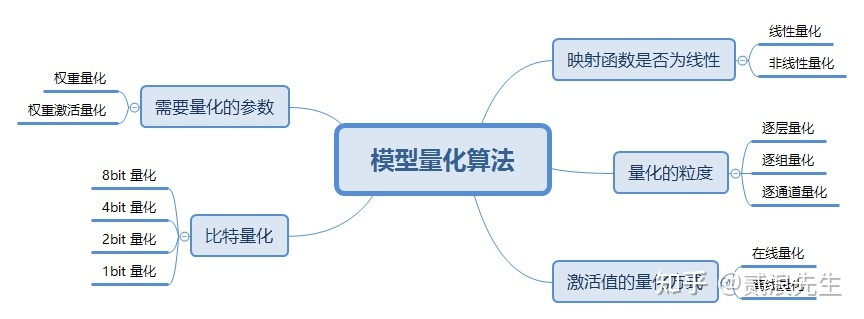 模型量化算法
需要量化的参数
权重量化
权重激活量化
比特量化
8bit 量化
4bit 量化
2bit 量化
1bit 量化
映射函数是否为线性
线性量化
非线性量化
量化的粒度
逐层量化
逐组量化
逐通道量化
激活值的量化方式
在线量化
知乎 @贰浪先生